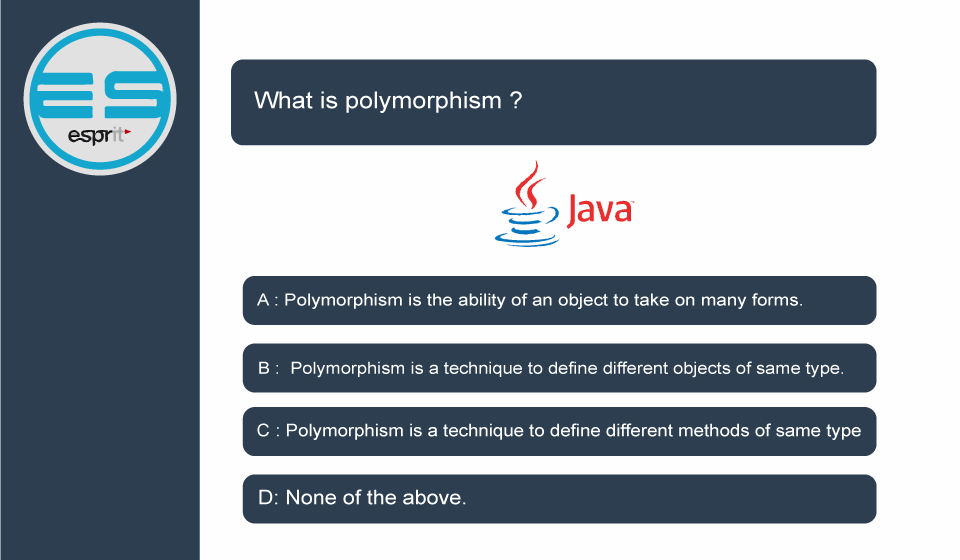 ES
esprit
What is polymorphism ?
Java
A : Polymorphism is the ability of an object to take on many forms.
B : Polymorphism is a technique to define different objects of same type.
C : Polymorphism is a technique to define different methods of same type
D: None of the above.